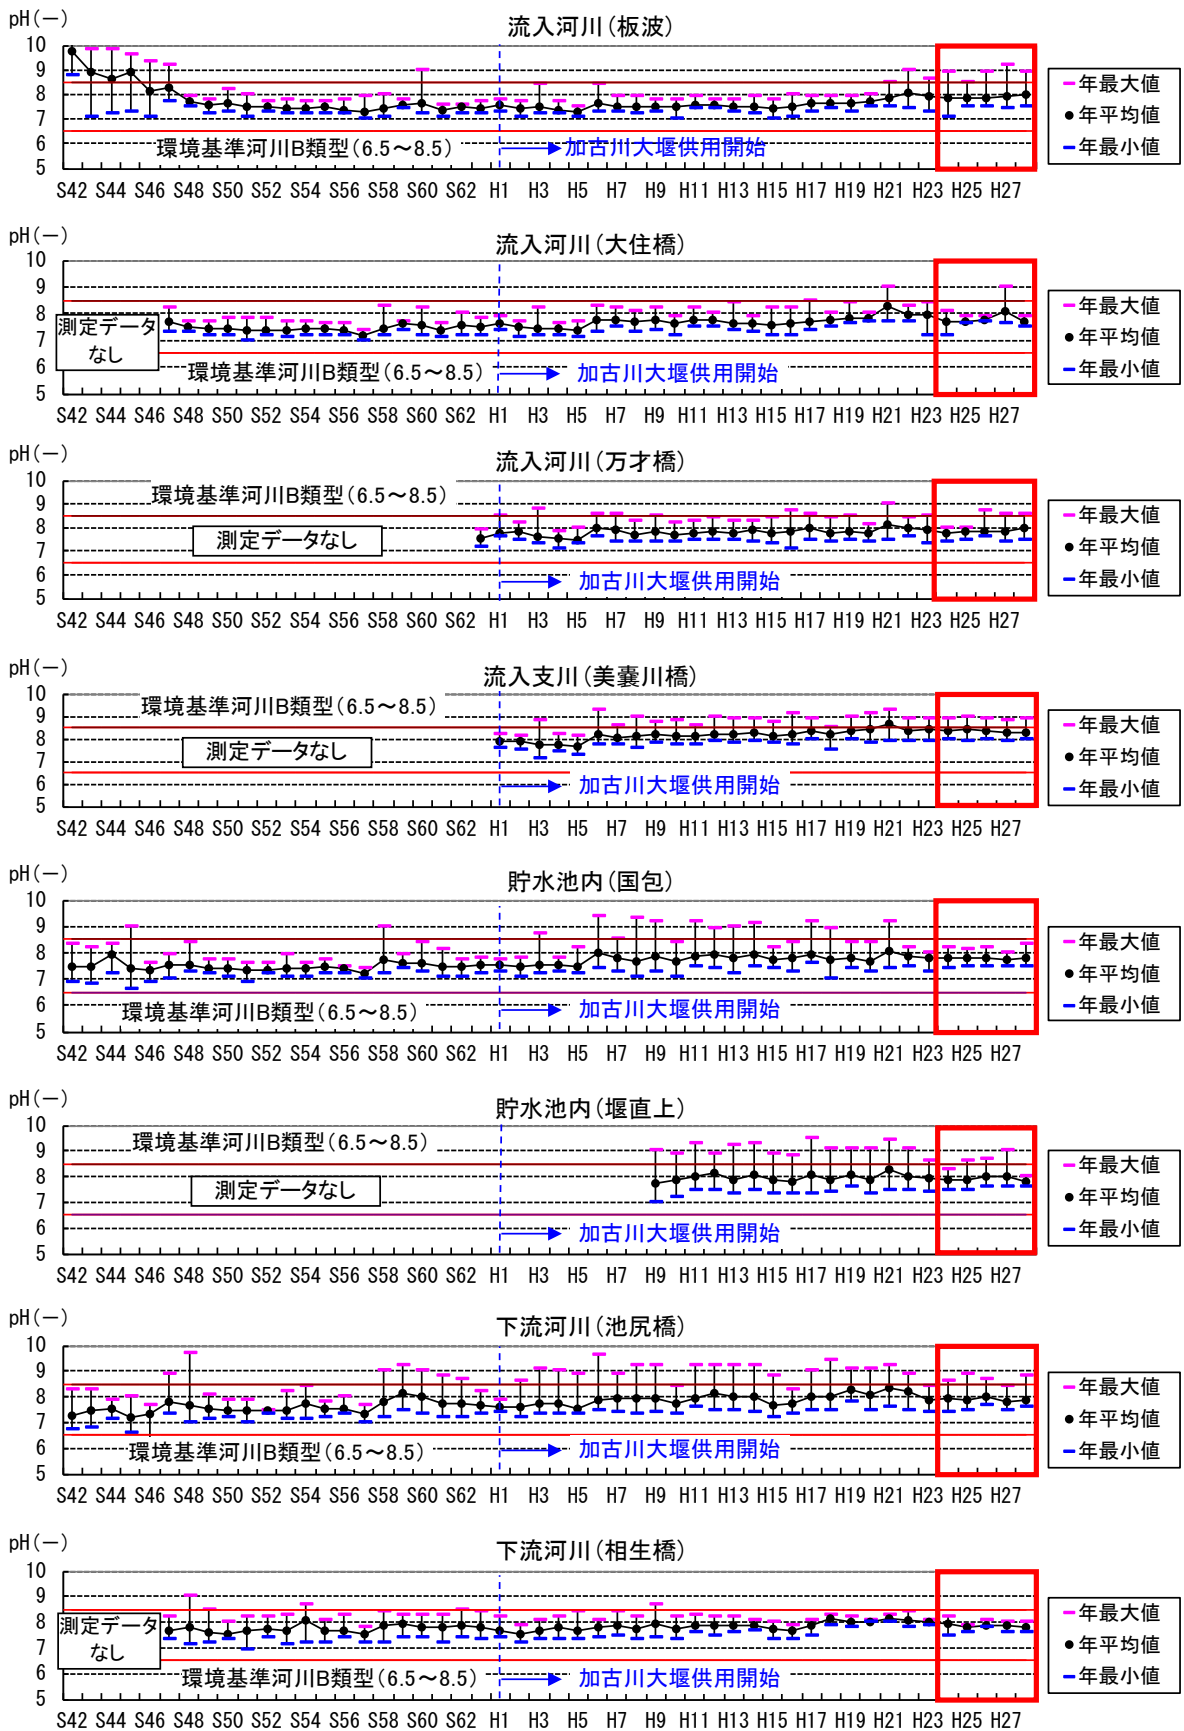 pH(－)
流入河川(板波)
10
9
8
7
6
5
環境基準河川B類型(6.5～8.5)
加古川大堰供用開始
S42 S44 S46 S48 S50 S52 S54 S56 S58 S60 S62 H1 H3 H5 H7 H9 H11 H13 H15 H17 H19 H21 H23 H25 H27
年最大値
年平均値
年最小値
pH(－)
流入河川(大住橋)
10
9
8
7
6
5
測定データ
なし
環境基準河川B類型(6.5～8.5)
加古川大堰供用開始
S42 S44 S46 S48 S50 S52 S54 S56 S58 S60 S62 H1 H3 H5 H7 H9 H11 H13 H15 H17 H19 H21 H23 H25 H27
年最大値
年平均値
年最小値
pH(－)
流入河川(万才橋)
10
9
8
7
6
5
環境基準河川B類型(6.5～8.5)
測定データなし
加古川大堰供用開始
S42 S44 S46 S48 S50 S52 S54 S56 S58 S60 S62 H1 H3 H5 H7 H9 H11 H13 H15 H17 H19 H21 H23 H25 H27
年最大値
年平均値
年最小値
pH(－)
流入支川(美嚢川橋)
10
9
8
7
6
5
環境基準河川B類型(6.5～8.5)
測定データなし
加古川大堰供用開始
S42 S44 S46 S48 S50 S52 S54 S56 S58 S60 S62 H1 H3 H5 H7 H9 H11 H13 H15 H17 H19 H21 H23 H25 H27
年最大値
年平均値
年最小値
pH(－)
貯水池内(国包)
10
9
8
7
6
5
環境基準河川B類型(6.5～8.5)
加古川大堰供用開始
S42 S44 S46 S48 S50 S52 S54 S56 S58 S60 S62 H1 H3 H5 H7 H9 H11 H13 H15 H17 H19 H21 H23 H25 H27
年最大値
年平均値
年最小値
pH(－)
貯水池内(堰直上)
10
9
8
7
6
5
環境基準河川B類型(6.5～8.5)
測定データなし
加古川大堰供用開始
S42 S44 S46 S48 S50 S52 S54 S56 S58 S60 S62 H1 H3 H5 H7 H9 H11 H13 H15 H17 H19 H21 H23 H25 H27
年最大値
年平均値
年最小値
pH(－)
下流河川(池尻橋)
10
9
8
7
6
5
環境基準河川B類型(6.5～8.5)
加古川大堰供用開始
S42 S44 S46 S48 S50 S52 S54 S56 S58 S60 S62 H1 H3 H5 H7 H9 H11 H13 H15 H17 H19 H21 H23 H25 H27
年最大値
年平均値
年最小値
pH(－)
下流河川(相生橋)
10
9
8
7
6
5
測定データ
なし
環境基準河川B類型(6.5～8.5)
加古川大堰供用開始
S42 S44 S46 S48 S50 S52 S54 S56 S58 S60 S62 H1 H3 H5 H7 H9 H11 H13 H15 H17 H19 H21 H23 H25 H27
年最大値
年平均値
年最小値